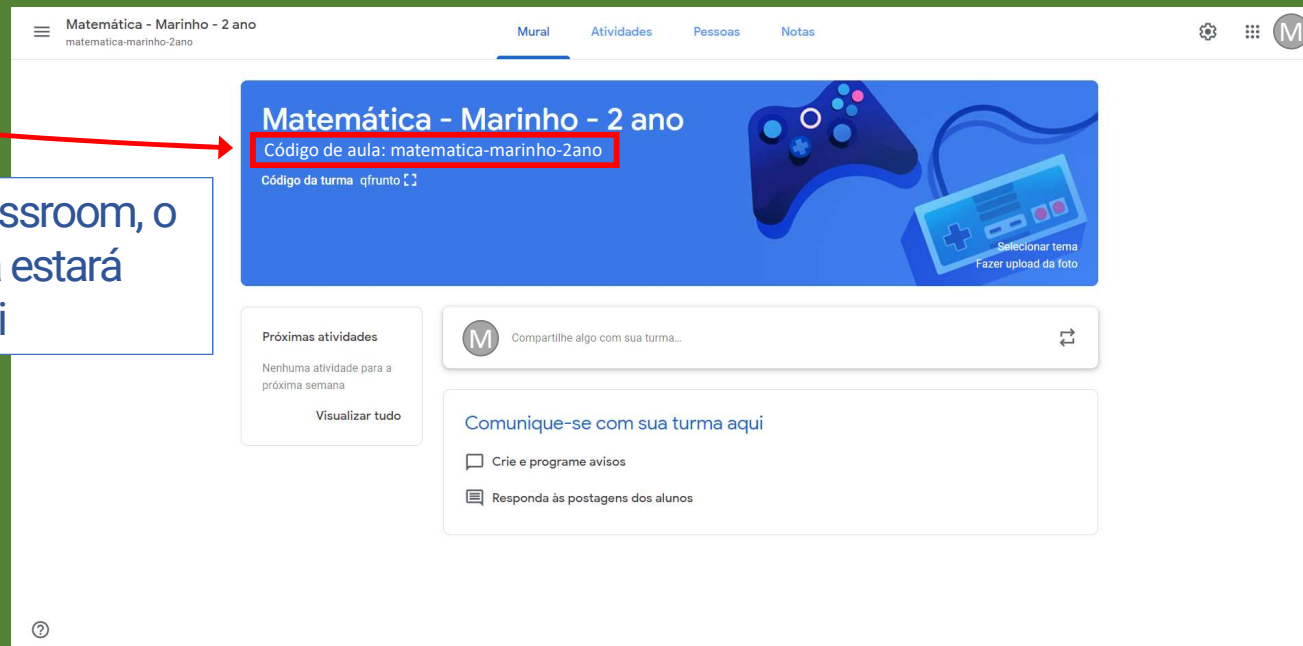 Matemática - Marinho - 2 ano
matematica-marinho-2ano
Mural Atividades Pessoas Notas
M
Matemática - Marinho - 2 ano
Código de aula: matematica-marinho-2ano
Código da turma qfrunto
Selecionar tema
Fazer upload da foto
ssroom, o
estará
i
Próximas atividades
Nenhuma atividade para a
próxima semana
Visualizar tudo
M
Compartilhe algo com sua turma...
Comunique-se com sua turma aqui
Crie e programe avisos
Responda às postagens dos alunos